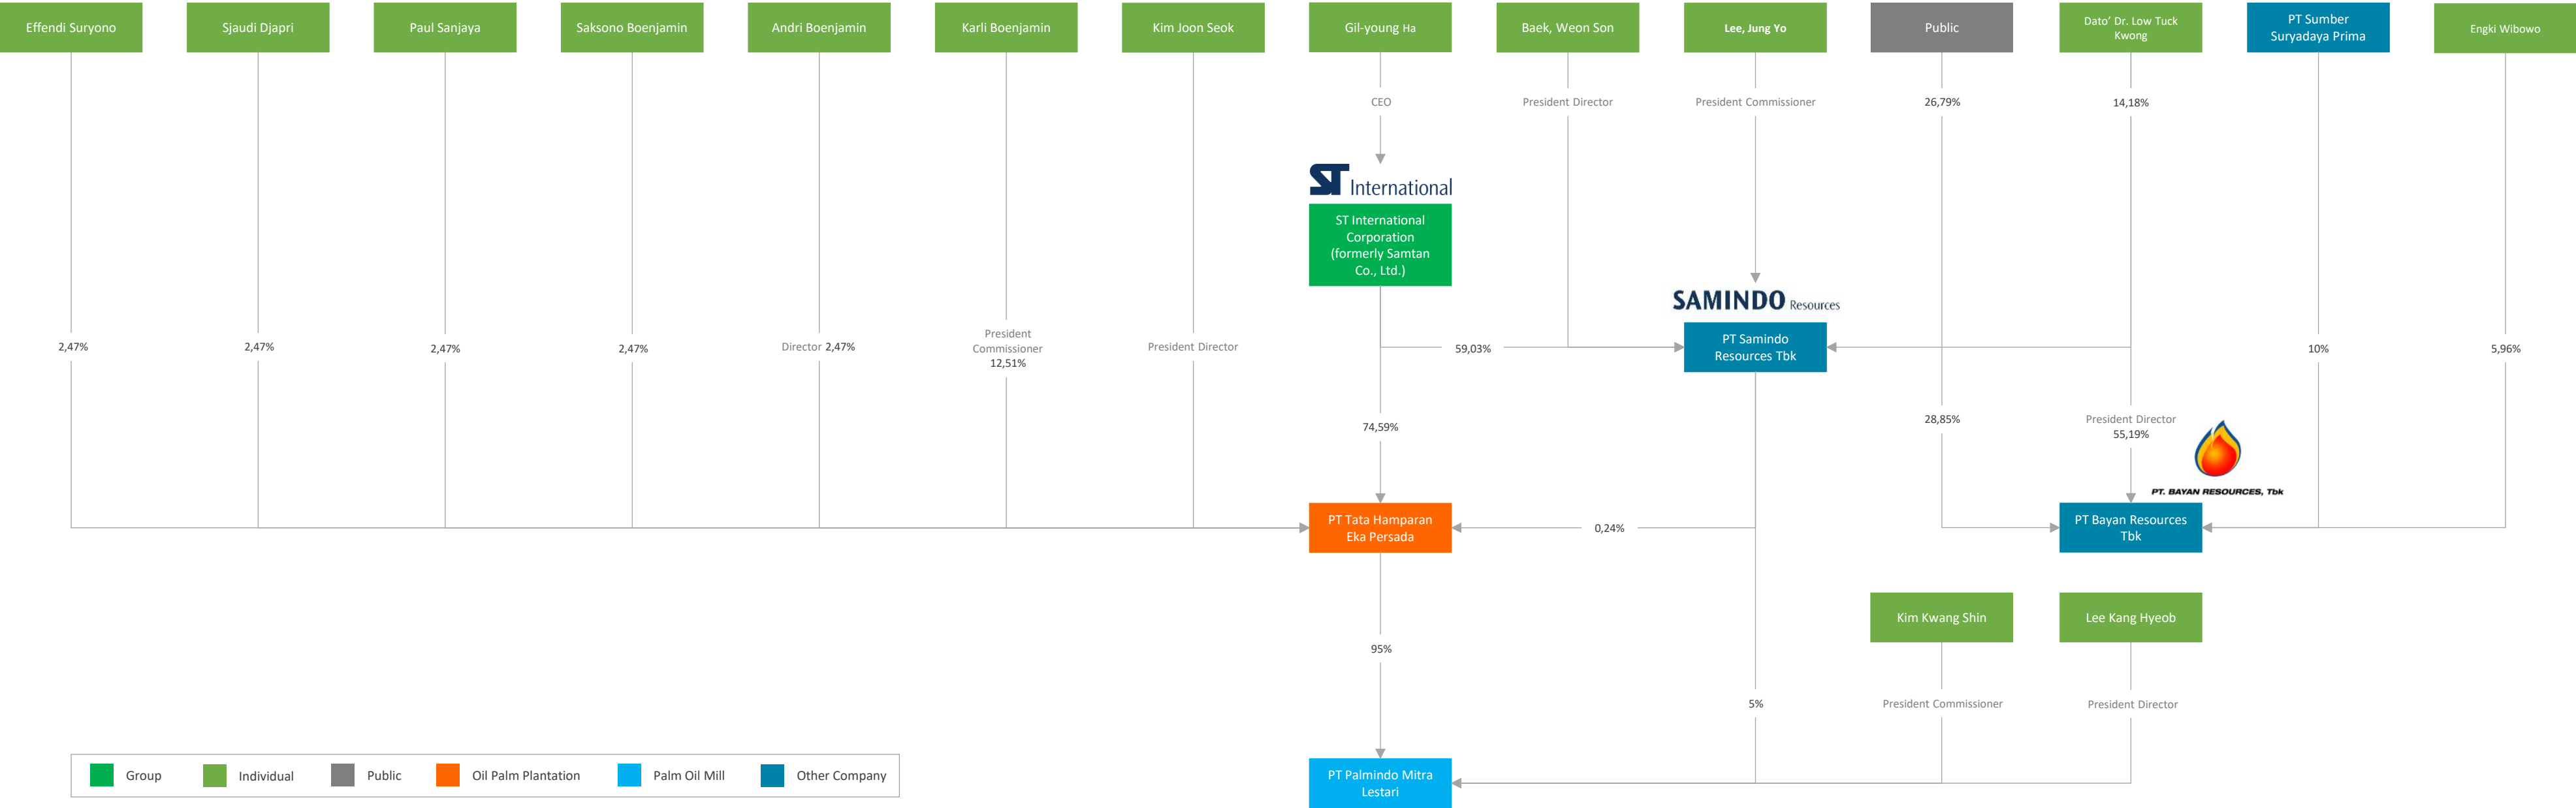 Effendi Suryono
Sjaudi Djapri
Paul Sanjaya
Saksono Boenjamin
Andri Boenjamin
Karli Boenjamin
Kim Joon Seok
Gil-young Ha
Baek, Weon Son
Lee, Jung Yo
Public
Dato’ Dr. Low Tuck
Kwong
PT Sumber
Suryadaya Prima
Engki Wibowo
CEO
President Director
President Commissioner
26,79%
14,18%
ST International
ST International
Corporation
(formerly Samtan
Co., Ltd.)
SAMINDO Resources
PT Samindo
Resources Tbk
2,47%
2,47%
2,47%
2,47%
Director 2,47%
President
Commissioner
12,51%
President Director
59,03%
10%
5,96%
74,59%
28,85%
President Director
55,19%
PT. BAYAN RESOURCES, Tbk
PT Tata Hamparan
Eka Persada
0,24%
PT Bayan Resources
Tbk
Kim Kwang Shin
Lee Kang Hyeob
95%
5%
President Commissioner
President Director
Group
Individual
Public
Oil Palm Plantation
Palm Oil Mill
Other Company
PT Palmindo Mitra
Lestari